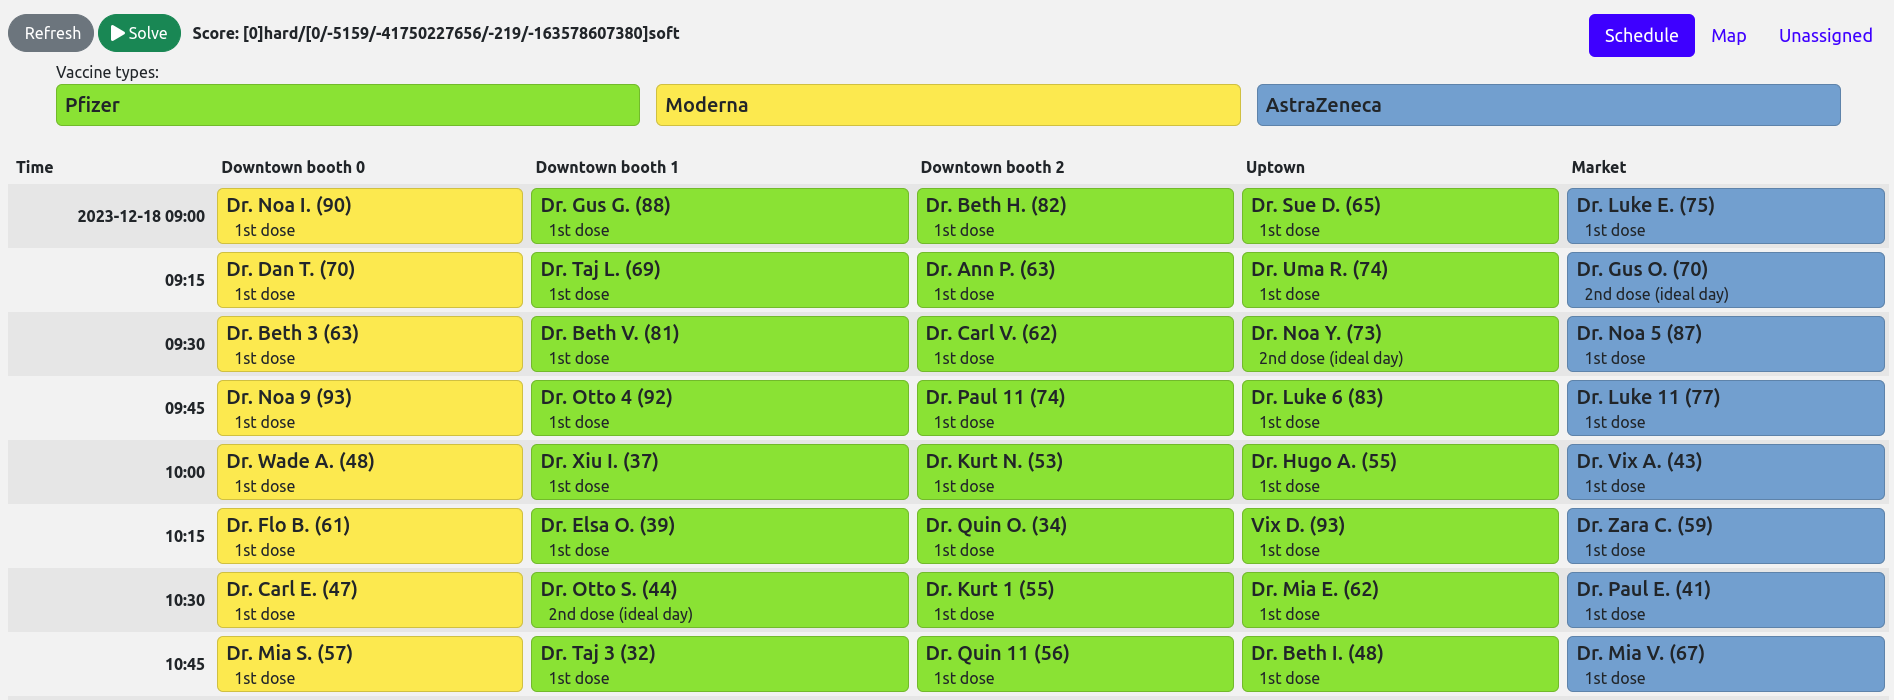 Refresh Solve Score: [0]hard/[0/-5159/-41750227656/-219/-163578607380]soft Schedule Map Unassigned
Vaccine types:
Pfizer Moderna AstraZeneca
Time Downtown booth 0 Downtown booth 1 Downtown booth 2 Uptown Market
2023-12-18 09:00 Dr. Noa I. (90) Dr. Gus G. (88) Dr. Beth H. (82) Dr. Sue D. (65) Dr. Luke E. (75)
1st dose 1st dose 1st dose 1st dose 1st dose
09:15 Dr. Dan T. (70) Dr. Taj L. (69) Dr. Ann P. (63) Dr. Uma R. (74) Dr. Gus O. (70)
1st dose 1st dose 1st dose 1st dose 2nd dose (ideal day)
09:30 Dr. Beth 3 (63) Dr. Beth V. (81) Dr. Carl V. (62) Dr. Noa Y. (73) Dr. Noa 5 (87)
1st dose 1st dose 1st dose 2nd dose (ideal day) 1st dose
09:45 Dr. Noa 9 (93) Dr. Otto 4 (92) Dr. Paul 11 (74) Dr. Luke 6 (83) Dr. Luke 11 (77)
1st dose 1st dose 1st dose 1st dose 1st dose
10:00 Dr. Wade A. (48) Dr. Xiu I. (37) Dr. Kurt N. (53) Dr. Hugo A. (55) Dr. Vix A. (43)
1st dose 1st dose 1st dose 1st dose 1st dose
10:15 Dr. Flo B. (61) Dr. Elsa O. (39) Dr. Quin O. (34) Vix D. (93) Dr. Zara C. (59)
1st dose 1st dose 1st dose 1st dose 1st dose
10:30 Dr. Carl E. (47) Dr. Otto S. (44) Dr. Kurt 1 (55) Dr. Mia E. (62) Dr. Paul E. (41)
1st dose 2nd dose (ideal day) 1st dose 1st dose 1st dose
10:45 Dr. Mia S. (57) Dr. Taj 3 (32) Dr. Quin 11 (56) Dr. Beth I. (48) Dr. Mia V. (67)
1st dose 1st dose 1st dose 1st dose 1st dose